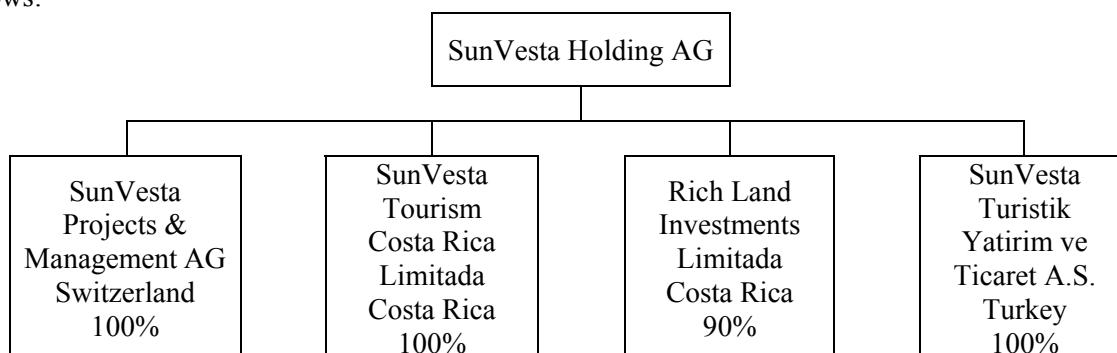 SunVesta Holding AG
SunVesta
Projects &
Management AG
Switzerland
100%
SunVesta
Tourism
Costa Rica
Limitada
Costa Rica
100%
Rich Land
Investments
Limitada
Costa Rica
90%
SunVesta
Turistik
Yatirim ve
Ticaret A.S.
Turkey
100%